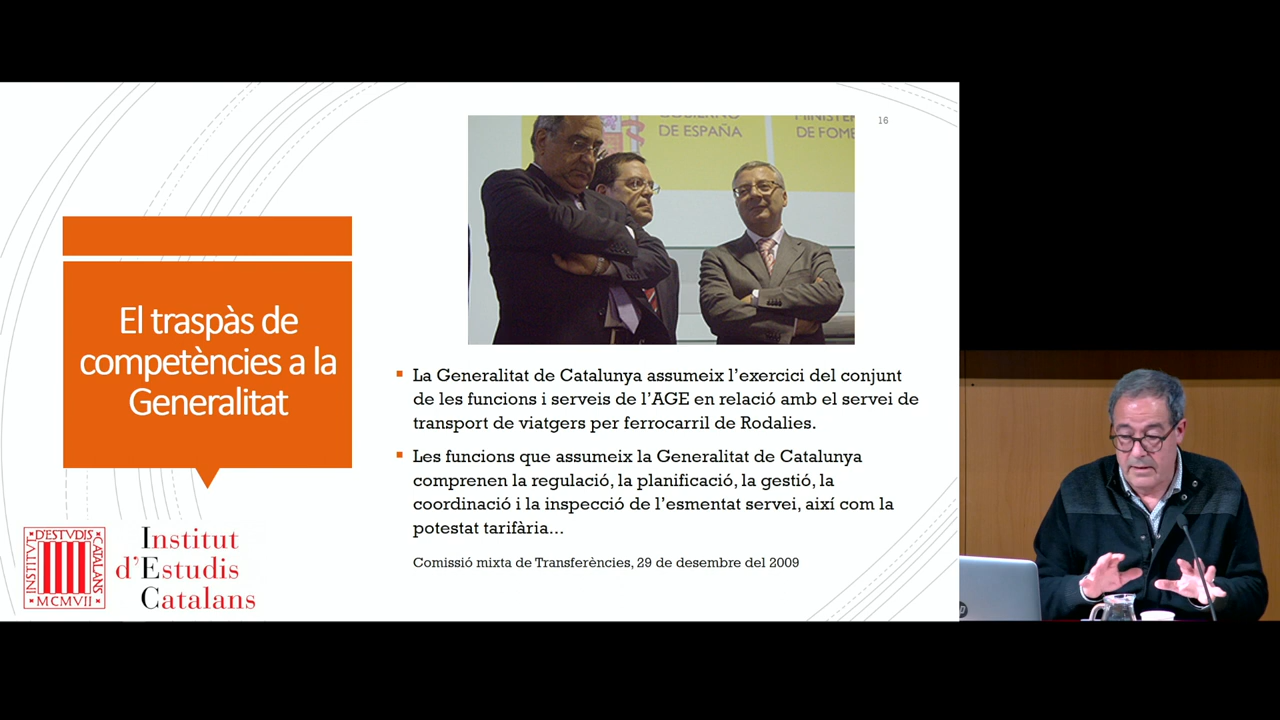 16
GOBIERNO
DE ESPAÑA
DE FOME
El traspàs de
competències a la
Generalitat
La Generalitat de Catalunya assumeix l’exercici del conjunt
de les funcions i serveis de l’AGE en relació amb el servei de
transport de viatgers per ferrocarril de Rodalies.
Les funcions que assumeix la Generalitat de Catalunya
comprenen la regulació, la planificació, la gestió, la
coordinació i la inspecció de l’esmentat servei, així com la
potestat tarifària...
Comissió mixta de Transferències, 29 de desembre del 2009
INSTITVT
D'ESTVDIS
CATALANS
MCMVII
Institut
d’Estudis
Catalans